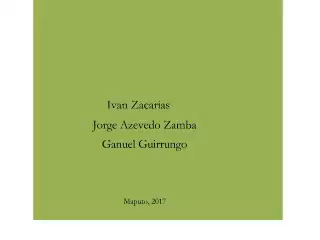 Ivan Zacarias
Jorge Azevedo Zamba
Ganuel Guirrungo
Maputo, 2017